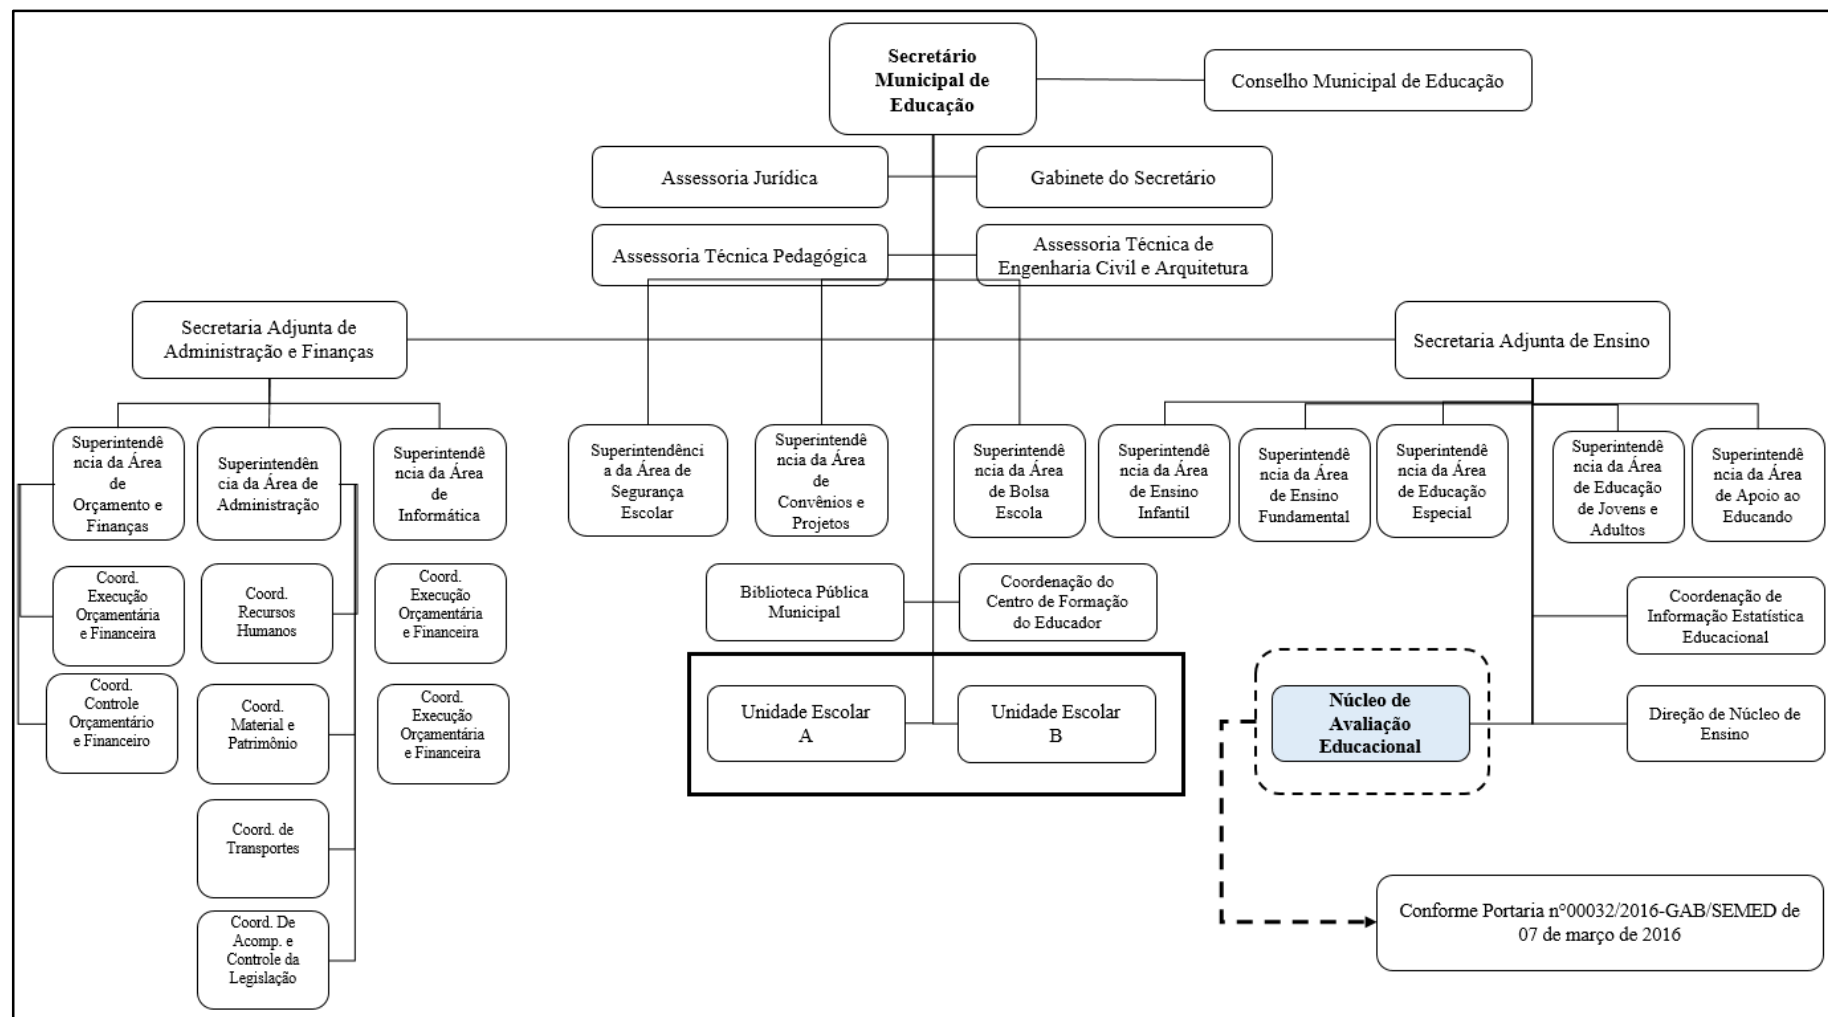 Secretário
Municipal de
Educação
Conselho Municipal de Educação
Assessoria Jurídica
Gabinete do Secretário
Assessoria Técnica Pedagógica
Assessoria Técnica de
Engenharia Civil e Arquitetura
Secretaria Adjunta de
Administração e Finanças
Secretaria Adjunta de Ensino
Superintendê
ncia da Área
de
Orçamento e
Finanças
Superintendên
cia da Área de
Administração
Superintendê
ncia da Área
de
Informática
Superintendênci
a da Área de
Segurança
Escolar
Superintendê
ncia da Área
de
Convênios e
Projetos
Superintendê
ncia da Área
de Bolsa
Escola
Superintendê
ncia da Área
de Ensino
Infantil
Superintendê
ncia da Área
de Ensino
Fundamental
Superintendê
ncia da Área
de Educação
Especial
Superintendê
ncia da Área
de Educação
de Jovens e
Adultos
Superintendê
ncia da Área
de Apoio ao
Educando
Coord.
Execução
Orçamentária
e Financeira
Coord.
Recursos
Humanos
Coord.
Execução
Orçamentária
e Financeira
Biblioteca Pública
Municipal
Coordenação do
Centro de Formação
do Educador
Coordenação de
Informação Estatística
Educacional
Coord.
Controle
Orçamentário
e Financeiro
Coord.
Material e
Patrimônio
Coord.
Execução
Orçamentária
e Financeira
Unidade Escolar
A
Unidade Escolar
B
Núcleo de
Avaliação
Educacional
Direção de Núcleo de
Ensino
Coord. de
Transportes
Coord. De
Acomp. e
Controle da
Legislação
Conforme Portaria n°00032/2016-GAB/SEMED de
07 de março de 2016